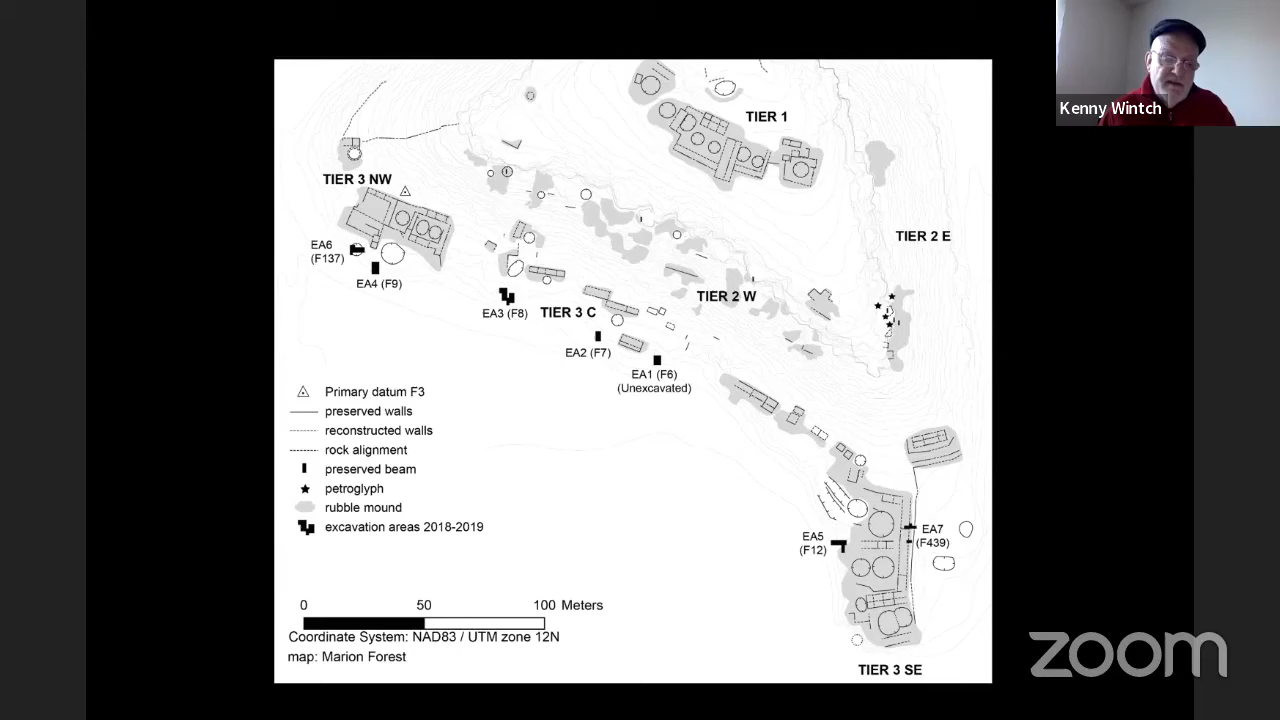 Kenny Wintch
TIER 1
TIER 3 NW
TIER 2 E
EA6
(F137)
EA4 (F9)
TIER 2 W
EA3 (F8)
TIER 3 C
EA2 (F7)
EA1 (F6)
(Unexcavated)
Primary datum F3
preserved walls
reconstructed walls
rock alignment
preserved beam
petroglyph
rubble mound
excavation areas 2018-2019
EA5
(F12)
EA7
(F439)
0 50 100 Meters
Coordinate System: NAD83 / UTM zone 12N
map: Marion Forest
TIER 3 SE
zoom